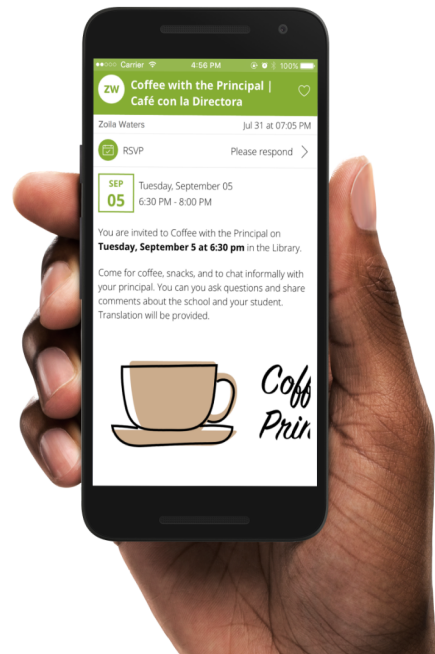 Carrier 4:56 PM 100%
ZW
Coffee with the Principal |
Café con la Directora
Zoila Waters Jul 31 at 07:05 PM
RSVP Please respond
SEP
05
Tuesday, September 05
6:30 PM - 8:00 PM
You are invited to Coffee with the Principal on
Tuesday, September 5 at 6:30 pm in the Library.
Come for coffee, snacks, and to chat informally with
your principal. You can you ask questions and share
comments about the school and your student.
Translation will be provided.